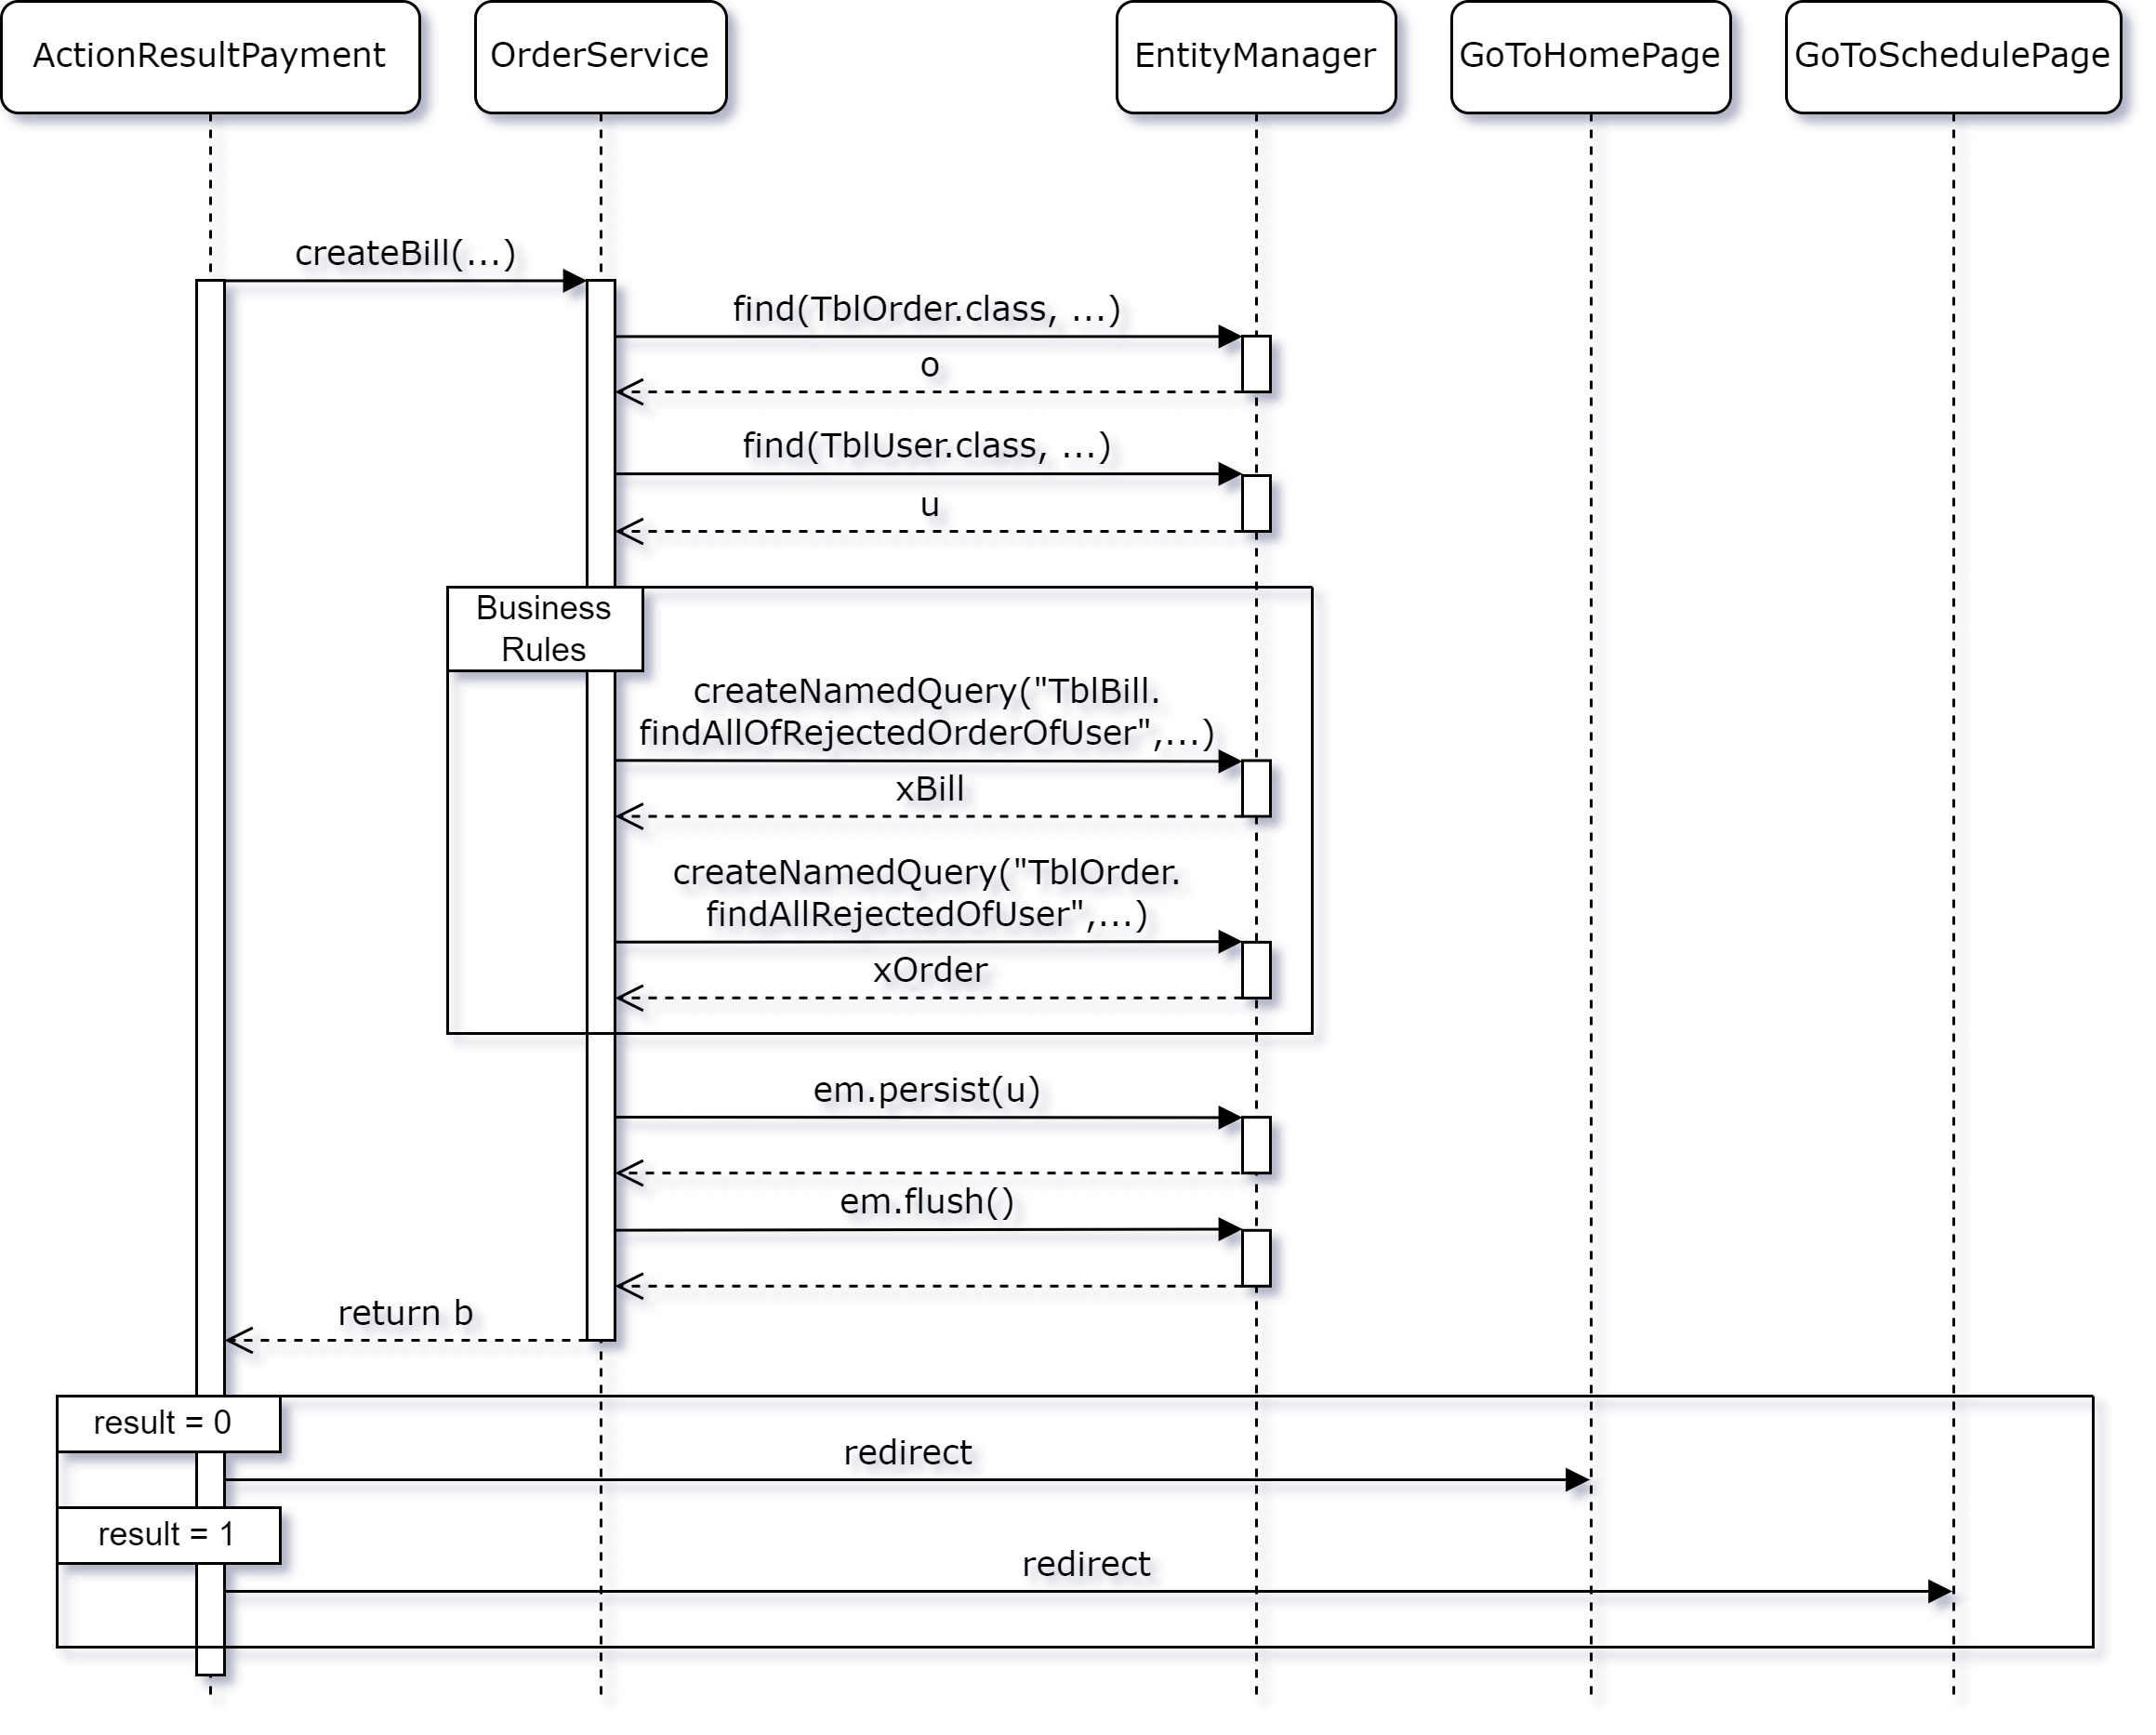 ActionResultPayment
OrderService
EntityManager
GoToHomePage
GoToSchedulePage
createBill(...)
find(TblOrder.class, ...)
o
find(TblUser.class, ...)
u
Business
Rules
createNamedQuery("TblBill.
findAllOfRejectedOrderOfUser",...)
xBill
createNamedQuery("TblOrder.
findAllRejectedOfUser",...)
xOrder
em.persist(u)
em.flush()
return b
result = 0
redirect
result = 1
redirect